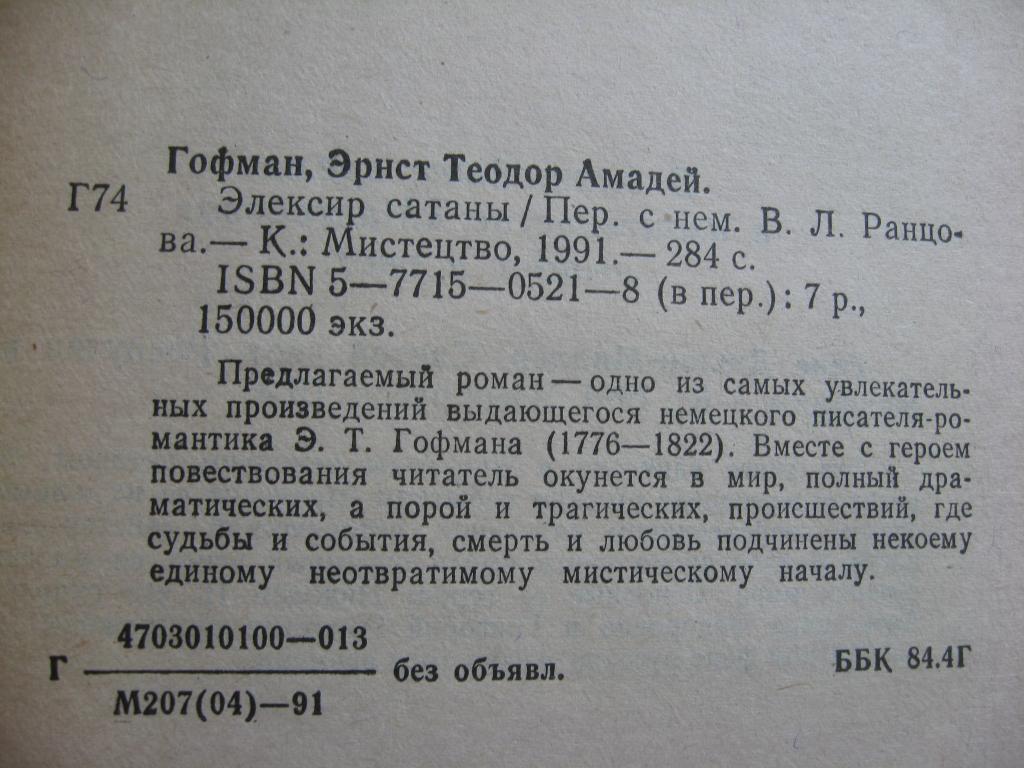 Гофман, Эрнст Теодор Амадей.
Г74 Элексир сатаны / Пер. с нем. В. Л. Ранцо-
ва.— К.: Мистецтво, 1991.— 284 с.
ISBN 5—7715—0521—8 (в пер.): 7 р.,
150000 экз.
Предлагаемый роман — одно из самых увлекатель-
ных произведений выдающегося немецкого писателя-ро-
мантика Э. Т. Гофмана (1776—1822). Вместе с героем
повествования читатель окунется в мир, полный дра-
матических, а порой и трагических, происшествий, где
судьбы и события, смерть и любовь подчинены некоему
единому неотвратимому мистическому началу.
4703010100—013
Г без объявл. ББК 84.4Г
М207(04)—91